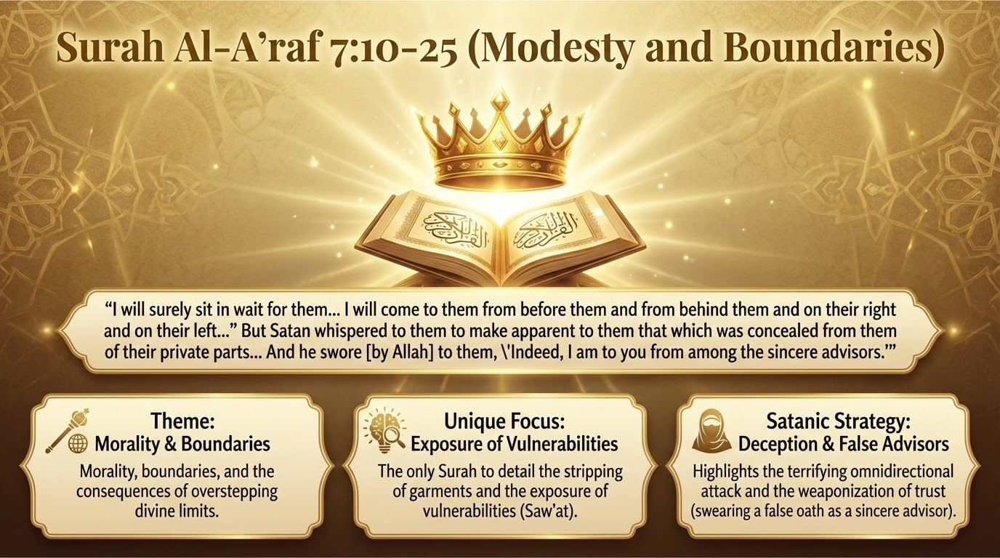 Surah Al-A’raf 7:10-25 (Modesty and Boundaries)
القرآن الكريم
القرآن الكريم
“I will surely sit in wait for them... I will come to them from before them and from behind them and on their right
and on their left...” But Satan whispered to them to make apparent to them that which was concealed from them
of their private parts... And he swore [by Allah] to them, \'Indeed, I am to you from among the sincere advisors.'”
Theme:
Morality & Boundaries
Morality, boundaries, and the
consequences of overstepping
divine limits.
Unique Focus:
Exposure of Vulnerabilities
The only Surah to detail the stripping
of garments and the exposure of
vulnerabilities (Saw'at).
Satanic Strategy:
Deception & False Advisors
Highlights the terrifying omnidirectional
attack and the weaponization of trust
(swearing a false oath as a sincere advisor).